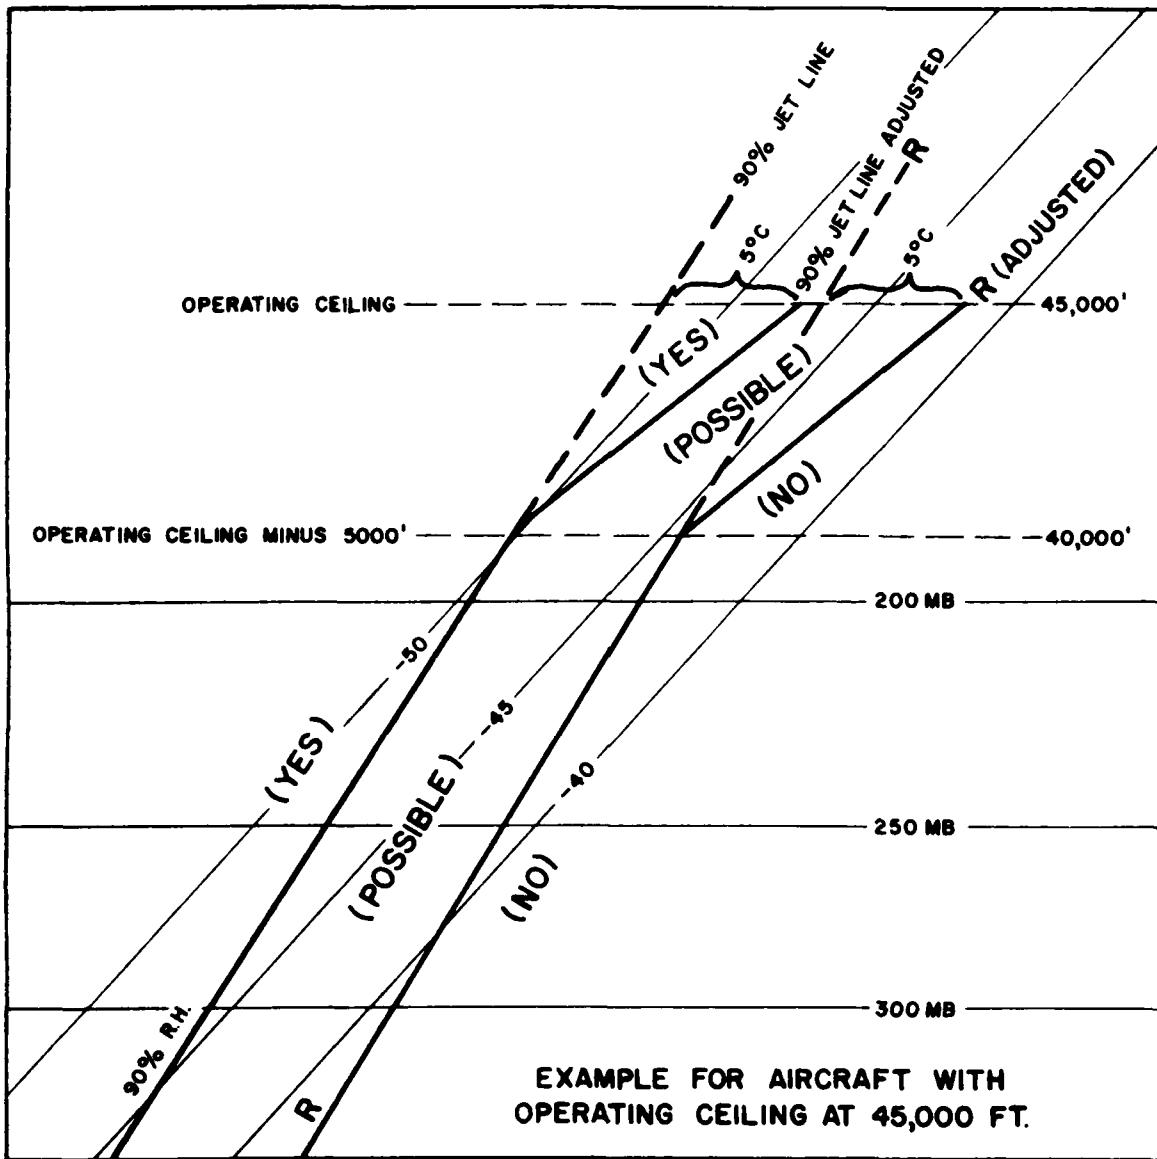 90% JET LINE
90% JET LINE ADJUSTED
R
5°C
5°C
R (ADJUSTED)
OPERATING CEILING
45,000'
(YES)
(POSSIBLE)
(NO)
OPERATING CEILING MINUS 5000'
40,000'
200 MB
-50
-45
-40
(YES)
(POSSIBLE)
(NO)
250 MB
300 MB
90% R.H.
R
EXAMPLE FOR AIRCRAFT WITH
OPERATING CEILING AT 45,000 FT.